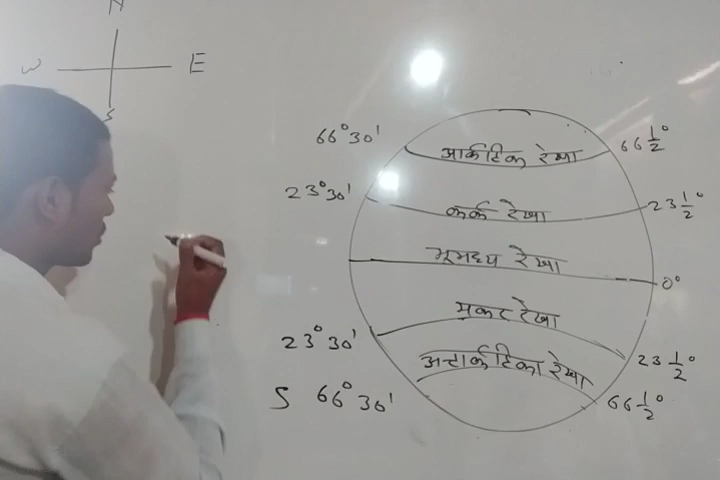 N
W E
S
66°30' आर्कटिक रेखा 66 1/2°
23°30' कर्क रेखा 23 1/2°
भूमध्य रेखा 0°
मकर रेखा
23°30' 23 1/2°
अन्टार्कटिका रेखा
S 66°30' 66 1/2°